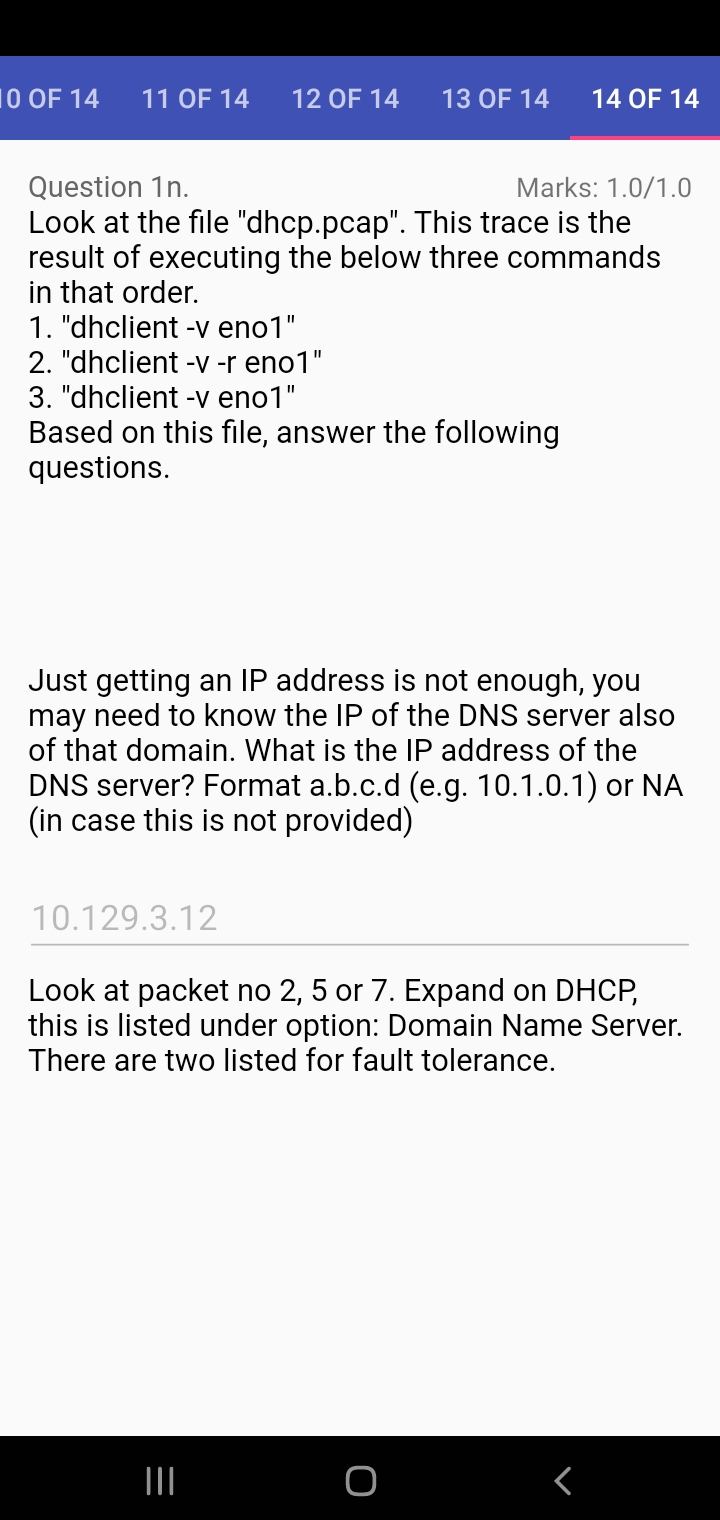 10 OF 14 11 OF 14 12 OF 14 13 OF 14 14 OF 14
Question 1n. Marks: 1.0/1.0
Look at the file "dhcp.pcap". This trace is the
result of executing the below three commands
in that order.
1. "dhclient -v eno1"
2. "dhclient -v -r eno1"
3. "dhclient -v eno1"
Based on this file, answer the following
questions.
Just getting an IP address is not enough, you
may need to know the IP of the DNS server also
of that domain. What is the IP address of the
DNS server? Format a.b.c.d (e.g. 10.1.0.1) or NA
(in case this is not provided)
10.129.3.12
Look at packet no 2, 5 or 7. Expand on DHCP,
this is listed under option: Domain Name Server.
There are two listed for fault tolerance.